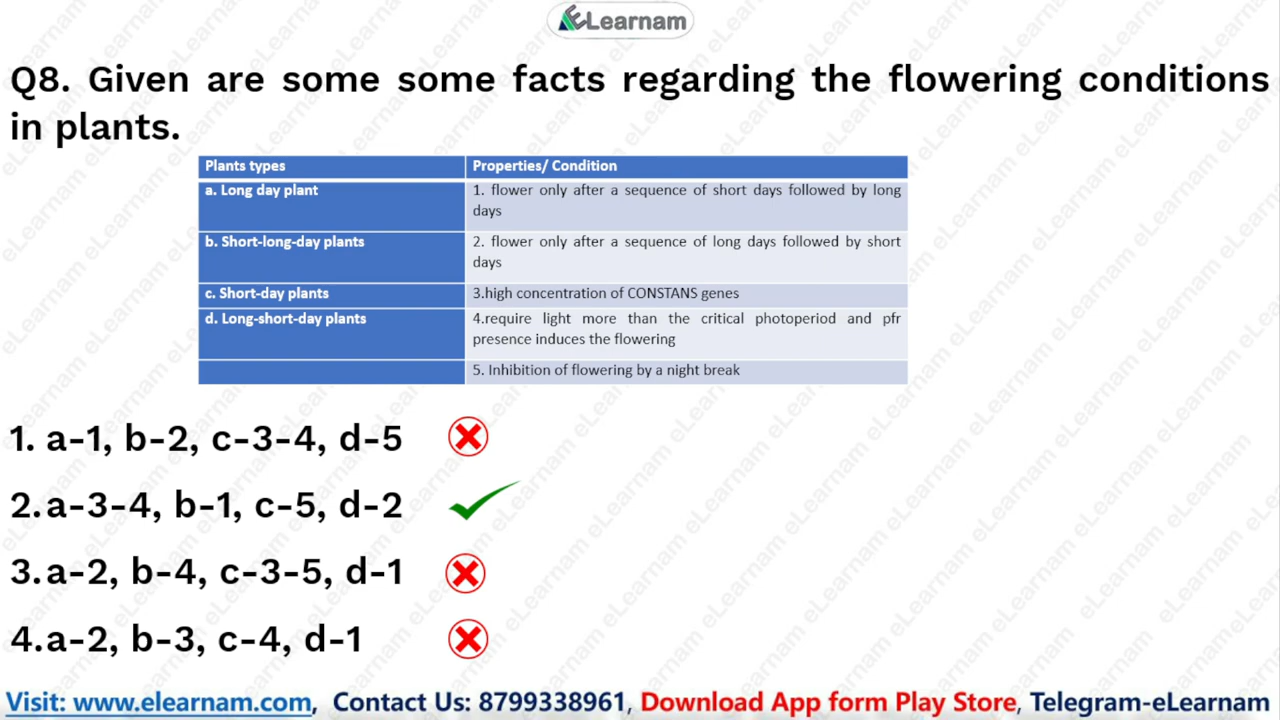 eLearnam
Q8. Given are some some facts regarding the flowering conditions
in plants.
Plants types
Properties/ Condition
a. Long day plant
1. flower only after a sequence of short days followed by long
days
b. Short-long-day plants
2. flower only after a sequence of long days followed by short
days
c. Short-day plants
3.high concentration of CONSTANS genes
d. Long-short-day plants
4.require light more than the critical photoperiod and pfr
presence induces the flowering
5. Inhibition of flowering by a night break
1. a-1, b-2, c-3-4, d-5
2.a-3-4, b-1, c-5, d-2
3.a-2, b-4, c-3-5, d-1
4.a-2, b-3, c-4, d-1
Visit: www.elearnam.com, Contact Us: 8799338961, Download App form Play Store, Telegram-eLearnam